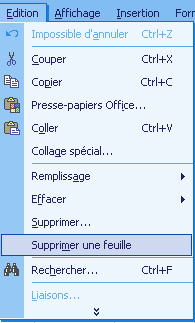 Edition Affichage Insertion For
Impossible d'annuler Ctrl+Z
Couper Ctrl+X
Copier Ctrl+C
Presse-papiers Office...
Coller Ctrl+V
Collage spécial...
Remplissage
Effacer
Supprimer...
Supprimer une feuille
Rechercher... Ctrl+F
Liaisons...